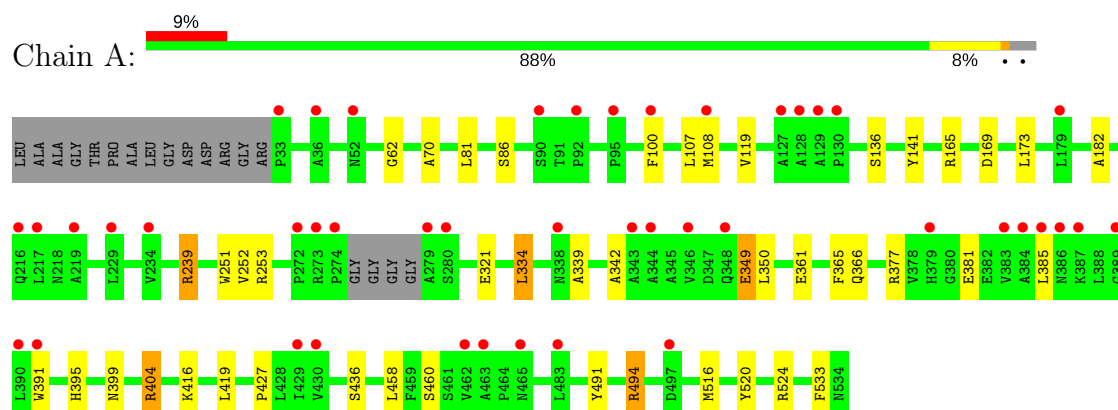 9%
Chain A:
88% 8% • •
LEU ALA ALA GLY THR PRO ALA LEU GLY ASP ASP ARG GLY ARG P33 A36 N52 G62 A70 L81 S86 S90 T91 P92 P95 F100 L107 M108 V119 A127 A128 A129 P130 S136 Y141 R165 D169 L173 L179 A182
Q216 L217 N218 A219 L229 V234 R239 W251 V252 R253 P272 R273 P274 GLY GLY GLY GLY A279 S280 E321 L334 N338 A339 A342 A343 A344 A345 V346 D347 Q348 E349 L350 E361 F365 Q366 R377 V378 H379 G380 E381 E382 V383 A384 L385 N386 K387 L388 G389
L390 W391 H395 N399 R404 K416 L419 P427 L428 I429 V430 S436 L458 F459 S460 S461 V462 A463 P464 N465 L483 Y491 R494 D497 M516 Y520 R524 F533 N534